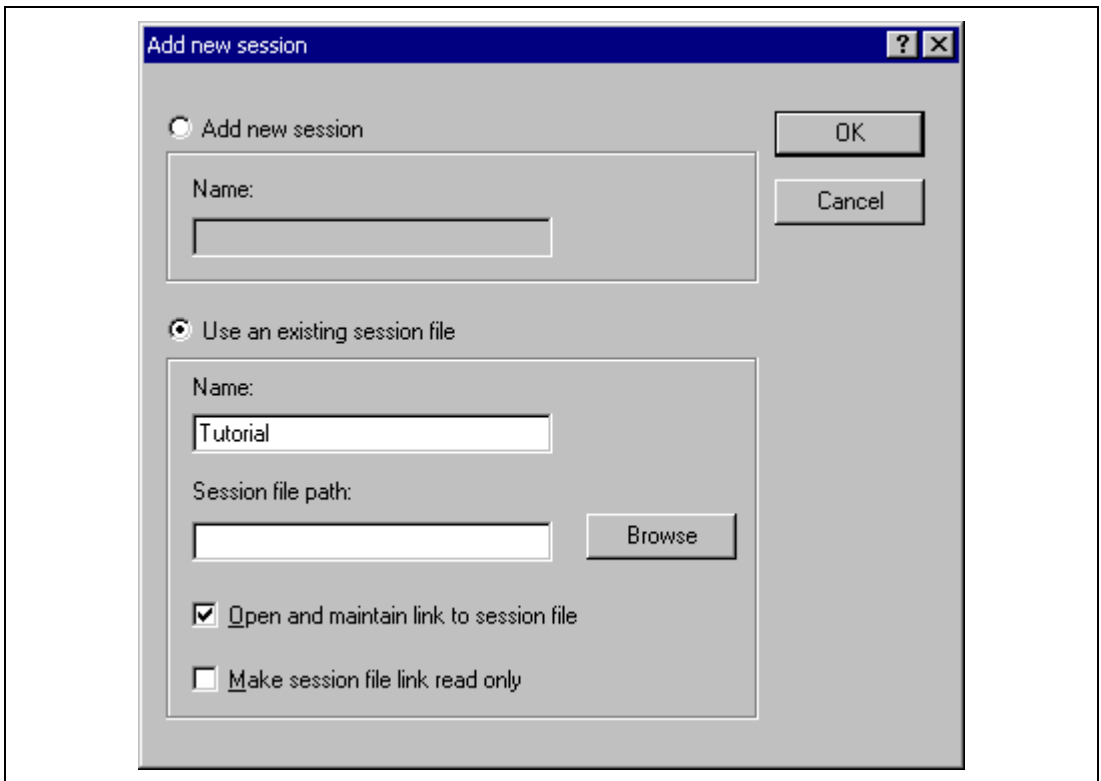 Add new session
Add new session
OK
Name:
Cancel
Use an existing session file
Name:
Tutorial
Session file path:
Browse
Open and maintain link to session file
Make session file link read only